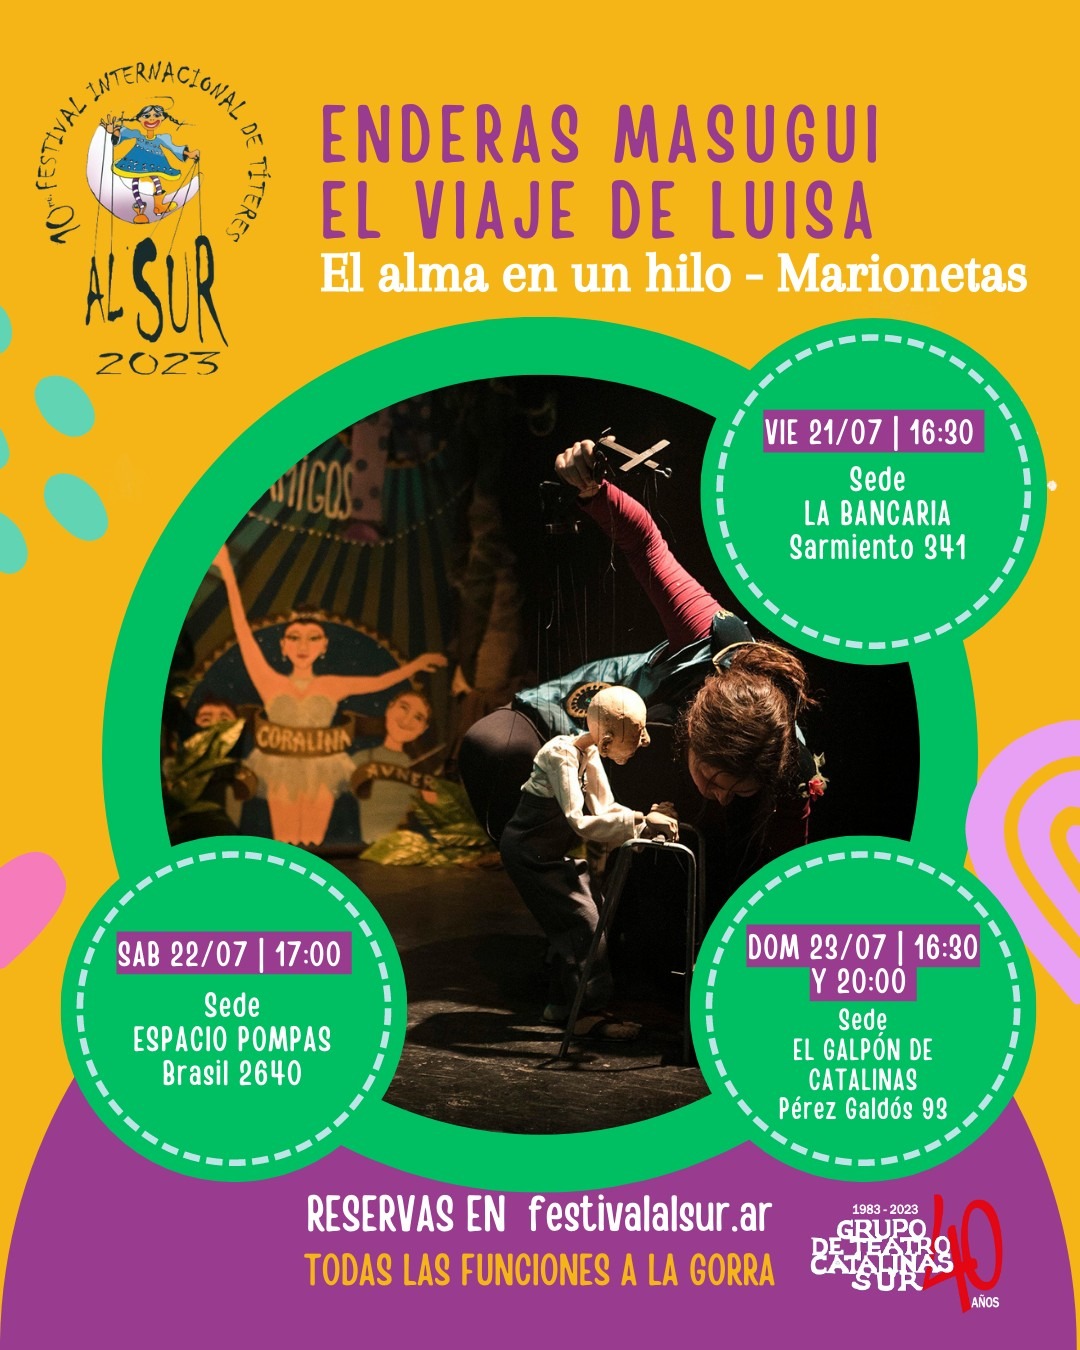 10mo. FESTIVAL INTERNACIONAL DE TÍTERES
AL SUR
2023
ENDERAS MASUGUI
EL VIAJE DE LUISA
El alma en un hilo - Marionetas
VIE 21/07 | 16:30
Sede
LA BANCARIA
Sarmiento 341
AMIGOS
CORALINA
AVNER
SAB 22/07 | 17:00
Sede
ESPACIO POMPAS
Brasil 2640
DOM 23/07 | 16:30
Y 20:00
Sede
EL GALPÓN DE
CATALINAS
Pérez Galdós 93
RESERVAS EN festivalalsur.ar
TODAS LAS FUNCIONES A LA GORRA
1983 - 2023
GRUPO
DE TEATRO
CATALINAS
SUR
40
AÑOS